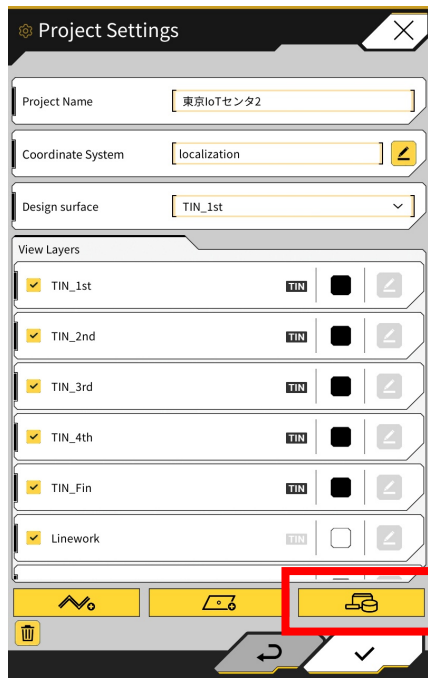 Project Settings
Project Name
東京IoTセンタ2
Coordinate System
localization
Design surface
TIN_1st
View Layers
TIN_1st
TIN
TIN_2nd
TIN
TIN_3rd
TIN
TIN_4th
TIN
TIN_Fin
TIN
Linework
TIN